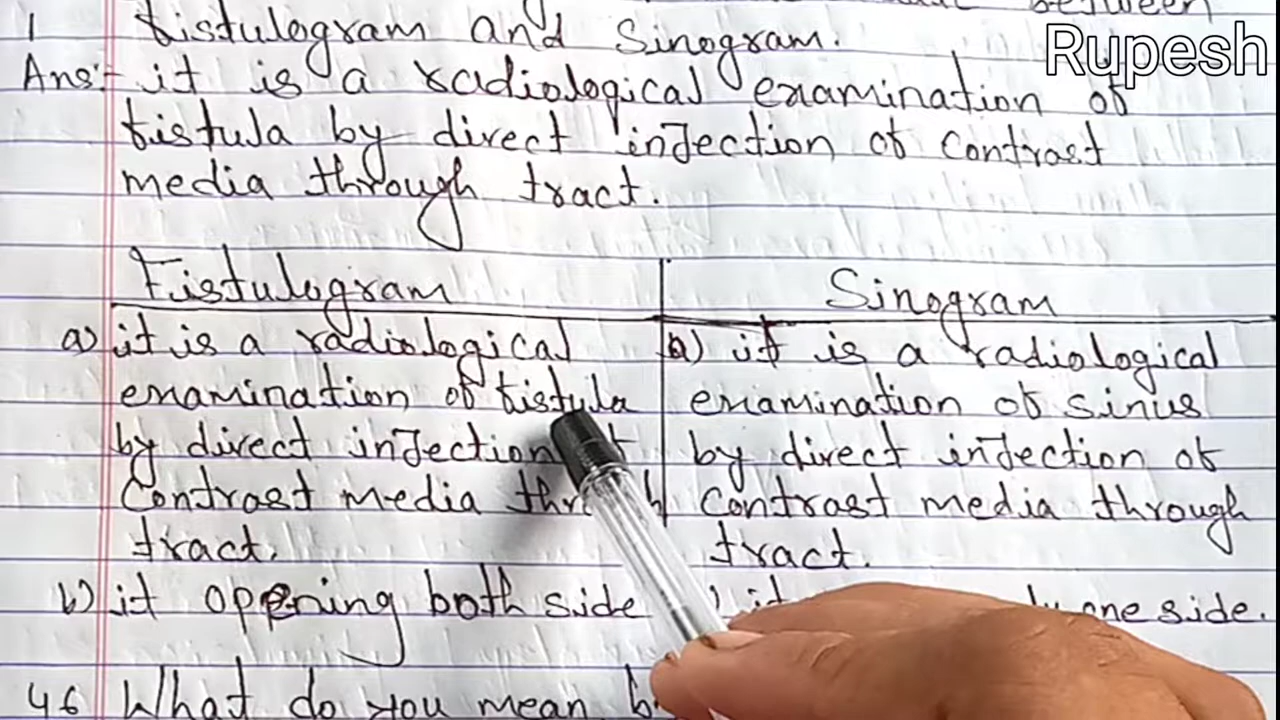 between
1 fistulogram and Sinogram.
Rupesh
Ans:- it is a radiological examination of
fistula by direct injection of contrast
media through tract.
Fistulogram
Sinogram
a) it is a radiological
examination of fistula
by direct injection
contrast media
tract.
b) it opening both side
a) it is a radiological
examination of sinus
by direct injection of
contrast media through
tract.
it one side.
46 What do you mean